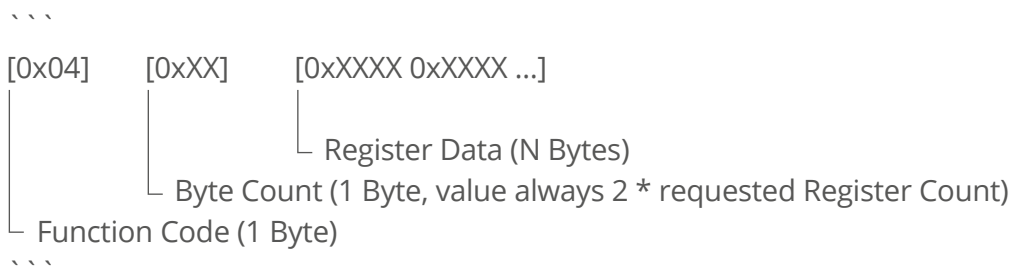 ```
[0x04] [0xXX] [0xXXXX 0xXXXX ...]
Register Data (N Bytes)
Byte Count (1 Byte, value always 2 * requested Register Count)
Function Code (1 Byte)
```